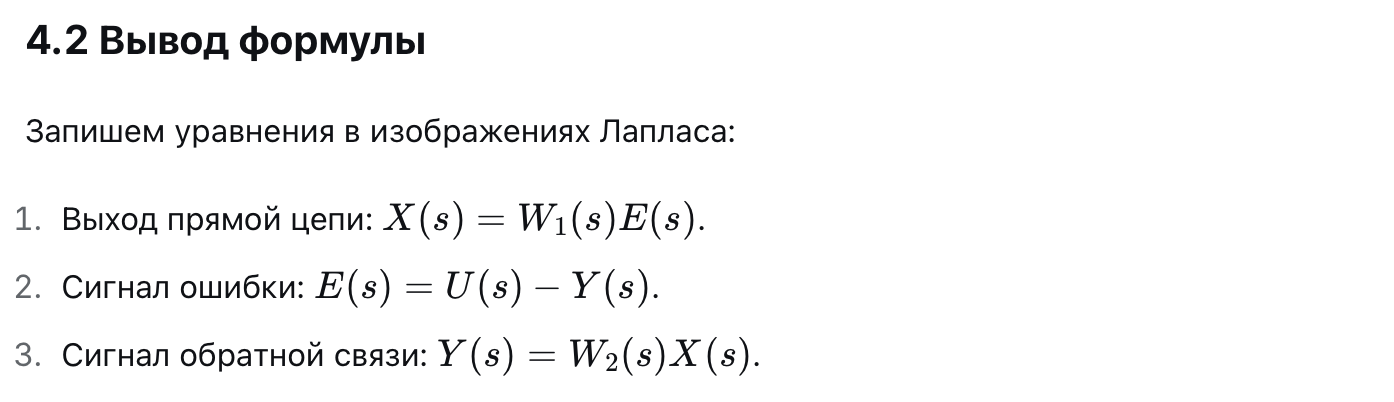 4.2 Вывод формулы
Запишем уравнения в изображениях Лапласа:
1. Выход прямой цепи: X(s) = W₁(s)E(s).
2. Сигнал ошибки: E(s) = U(s) − Y(s).
3. Сигнал обратной связи: Y(s) = W₂(s)X(s).